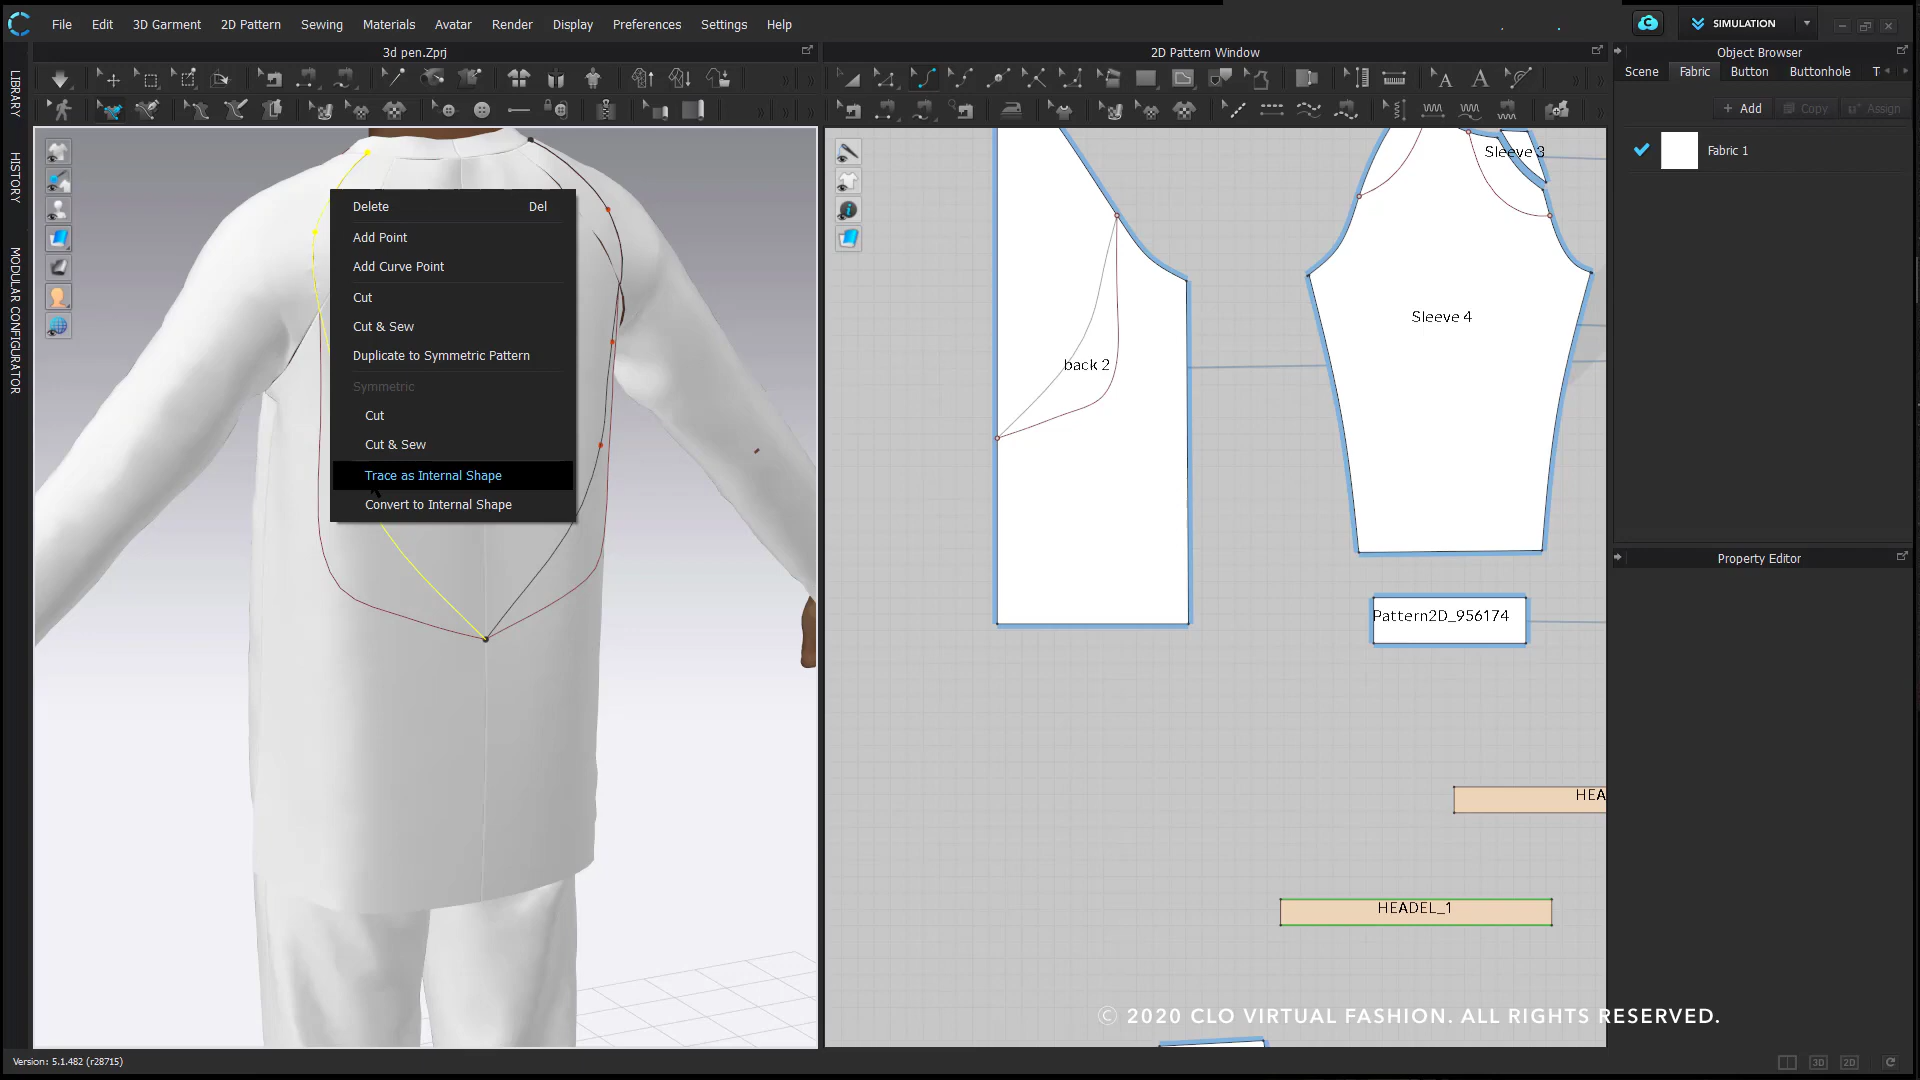 File Edit 3D Garment 2D Pattern Sewing Materials Avatar Render Display Preferences Settings Help
SIMULATION
3d pen.Zprj
2D Pattern Window
Object Browser
Scene Fabric Button Buttonhole T
+ Add Copy Assign
Fabric 1
Property Editor
LIBRARY
HISTORY
MODULAR CONFIGURATOR
Delete Del
Add Point
Add Curve Point
Cut
Cut & Sew
Duplicate to Symmetric Pattern
Symmetric
Cut
Cut & Sew
Trace as Internal Shape
Convert to Internal Shape
Sleeve 3
Sleeve 4
back 2
Pattern2D_956174
HEA
HEADEL_1
© 2020 CLO VIRTUAL FASHION. ALL RIGHTS RESERVED.
Version: 5.1.482 (r28715)
3D 2D